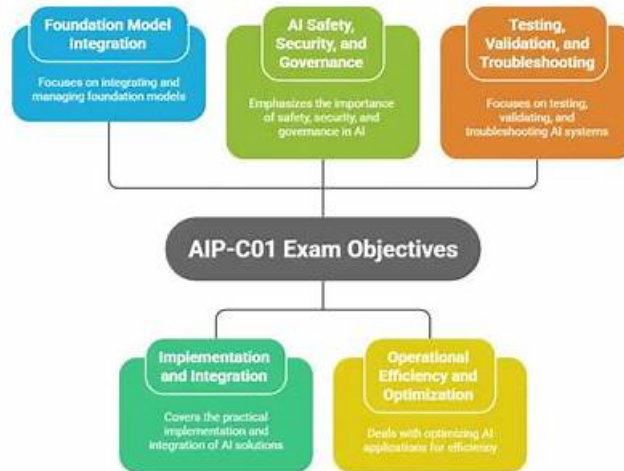 Foundation Model
Integration
Focuses on integrating and
managing foundation models
AI Safety,
Security, and
Governance
Emphasizes the importance
of safety, security, and
governance in AI
Testing,
Validation, and
Troubleshooting
Focuses on testing,
validating, and
troubleshooting AI systems
AIP-C01 Exam Objectives
Implementation
and Integration
Covers the practical
implementation and
integration of AI solutions
Operational
Efficiency and
Optimization
Deals with optimizing AI
applications for efficiency